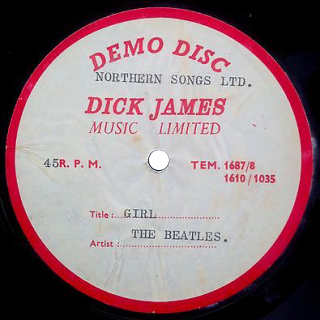 DEMO DISC
NORTHERN SONGS LTD.
DICK JAMES
MUSIC LIMITED
45R. P. M. TEM. 1687/8
1610/1035
Title:....GIRL....................
THE BEATLES.
Artist:..............................